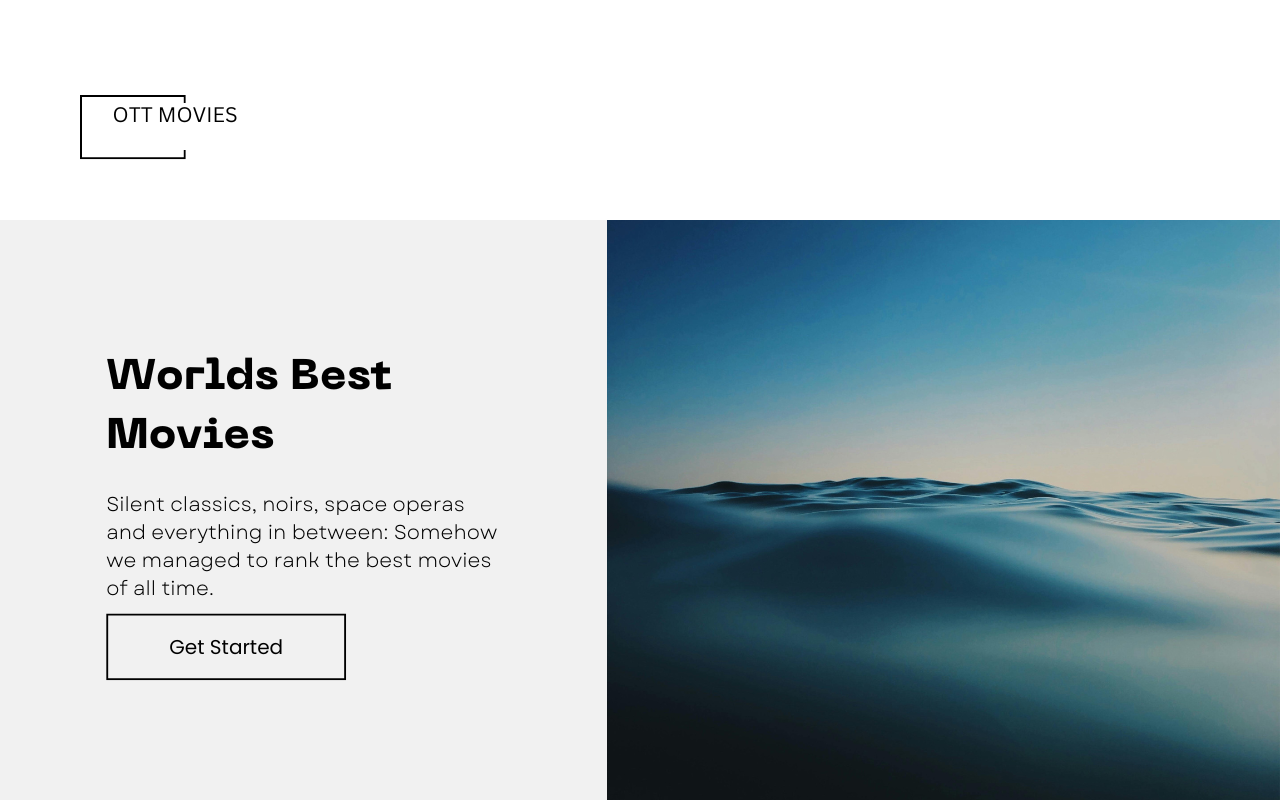 OTT MOVIES
Worlds Best
Movies
Silent classics, noirs, space operas
and everything in between: Somehow
we managed to rank the best movies
of all time.
Get Started